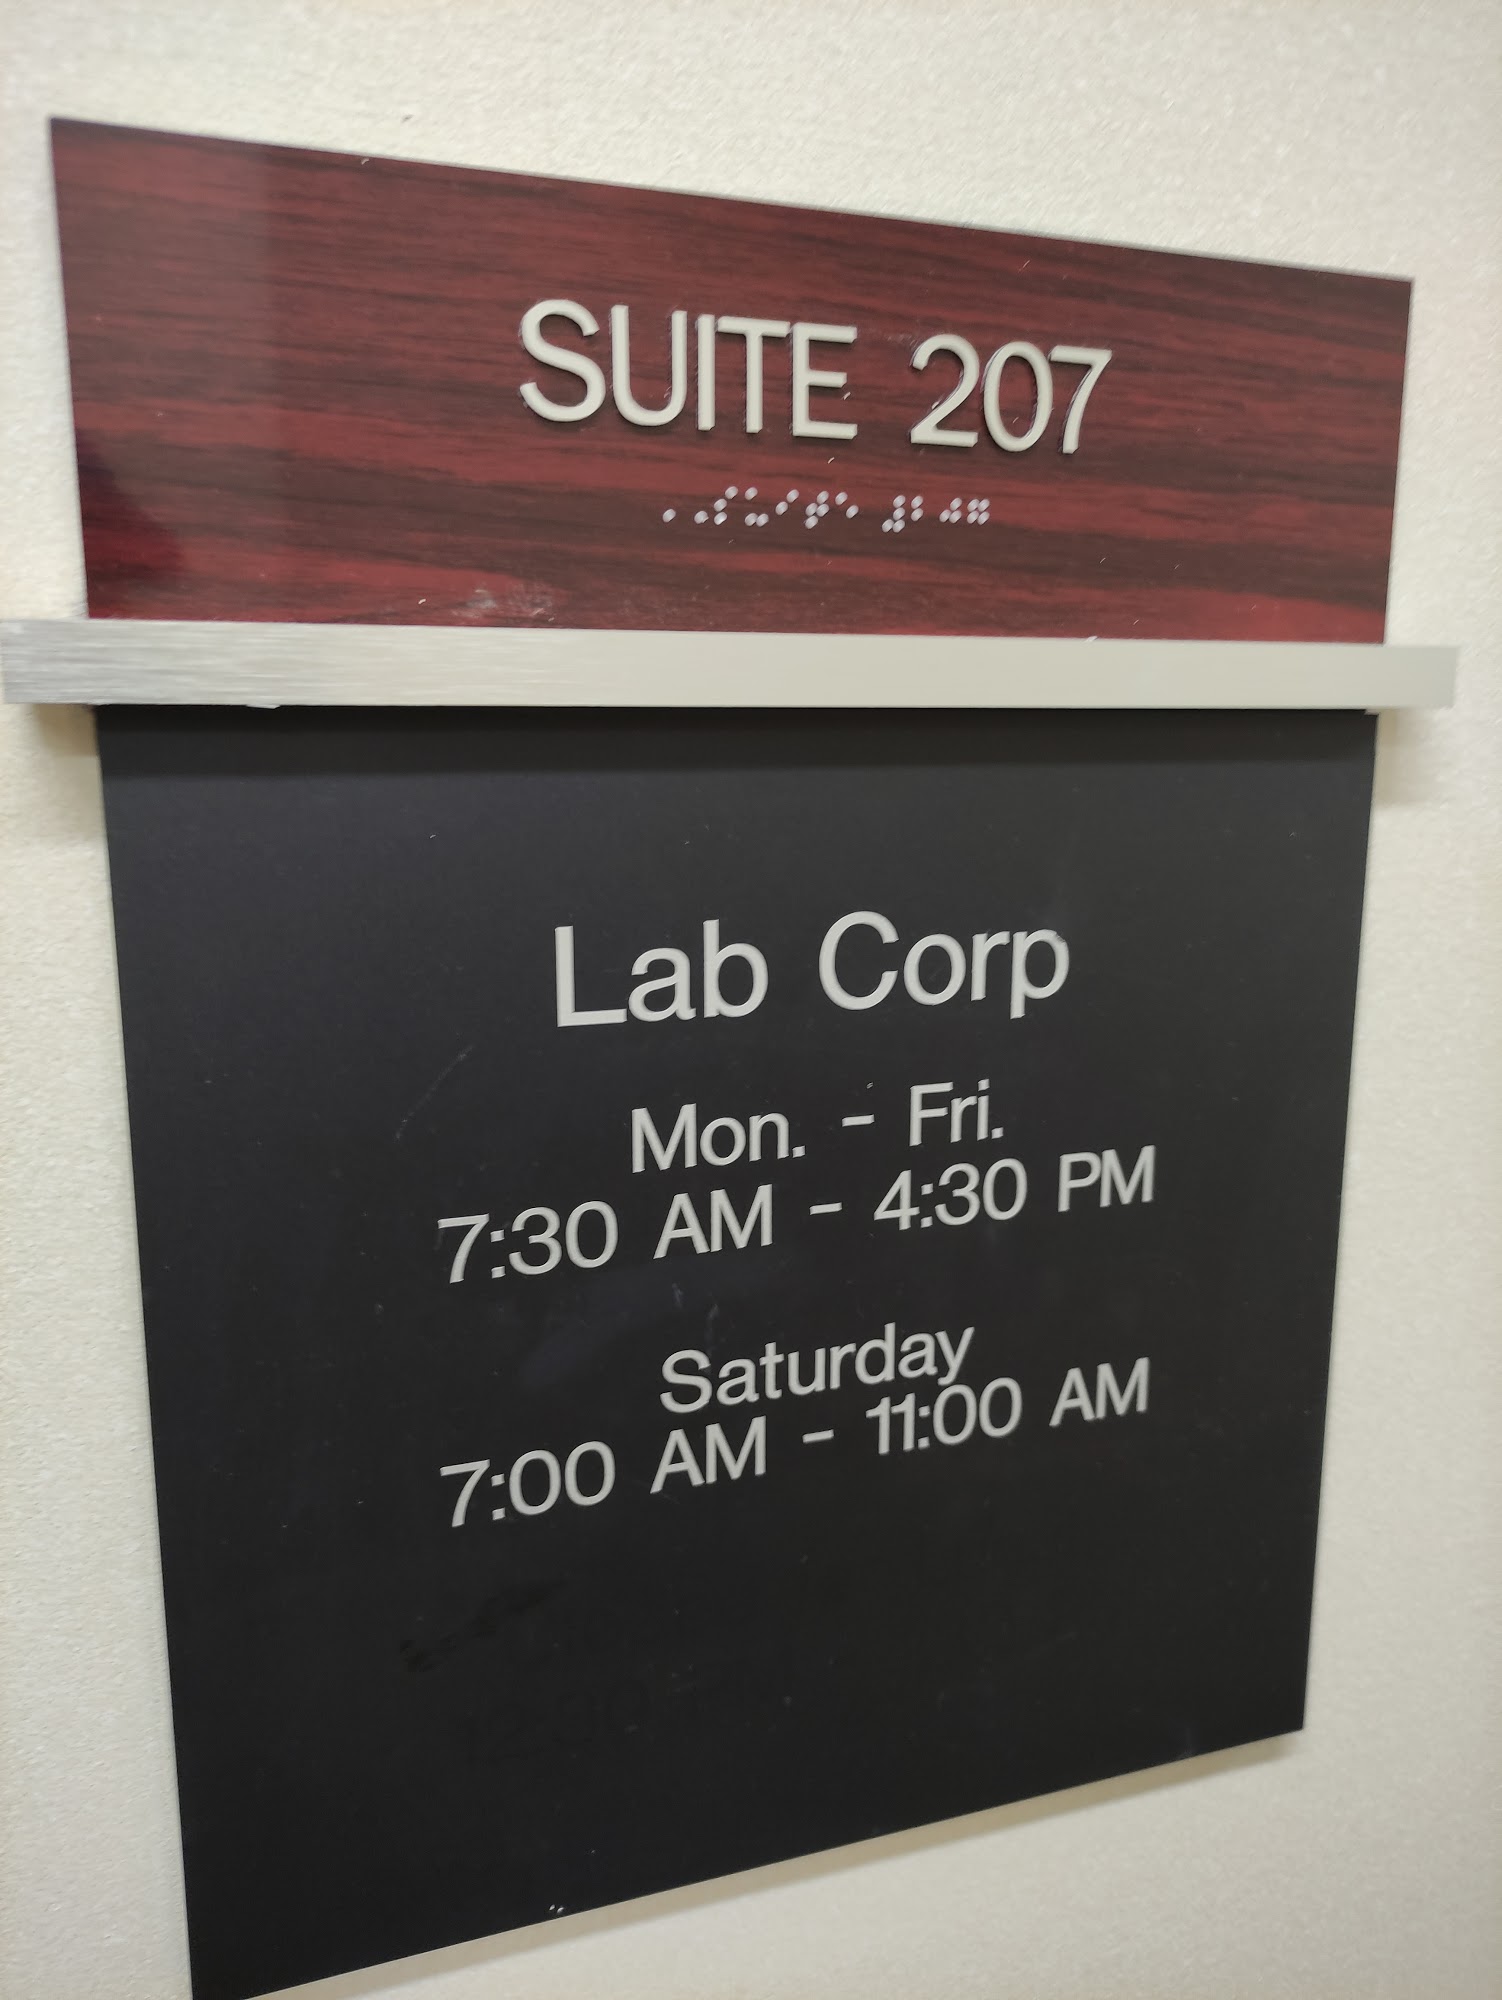 SUITE 207
Lab Corp
Mon. - Fri.
7:30 AM - 4:30 PM
Saturday
7:00 AM - 11:00 AM